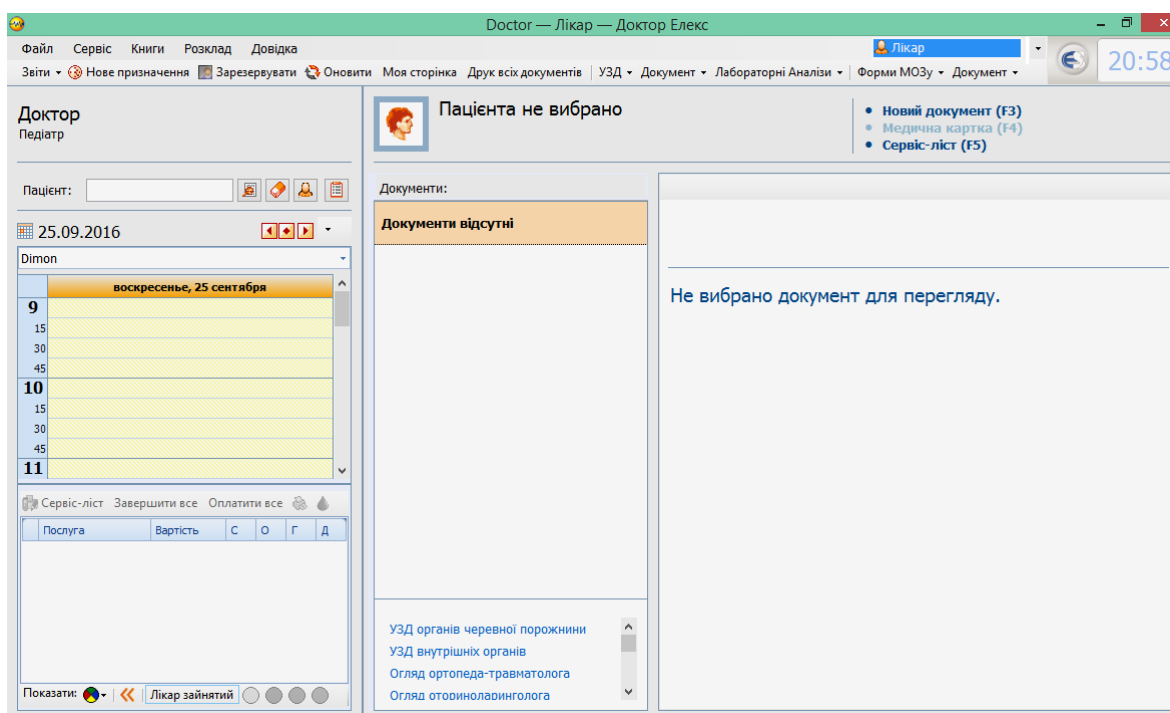 Doctor — Лікар — Доктор Елекс
Файл Сервіс Книги Розклад Довідка
Лікар
Звіти Нове призначення Зарезервувати Оновити Моя сторінка Друк всіх документів УЗД Документ Лабораторні Аналізи Форми МОЗу Документ
20:58
Доктор
Педіатр
Пацієнта не вибрано
Новий документ (F3)
Медична картка (F4)
Сервіс-ліст (F5)
Пацієнт:
25.09.2016
Dimon
воскресенье, 25 сентября
9
15
30
45
10
15
30
45
11
Сервіс-ліст Завершити все Оплатити все
Послуга Вартість С О Г Д
Показати: Лікар зайнятий
Документи:
Документи відсутні
УЗД органів черевної порожнини
УЗД внутрішніх органів
Огляд ортопеда-травматолога
Огляд оториноларинголога
Не вибрано документ для перегляду.